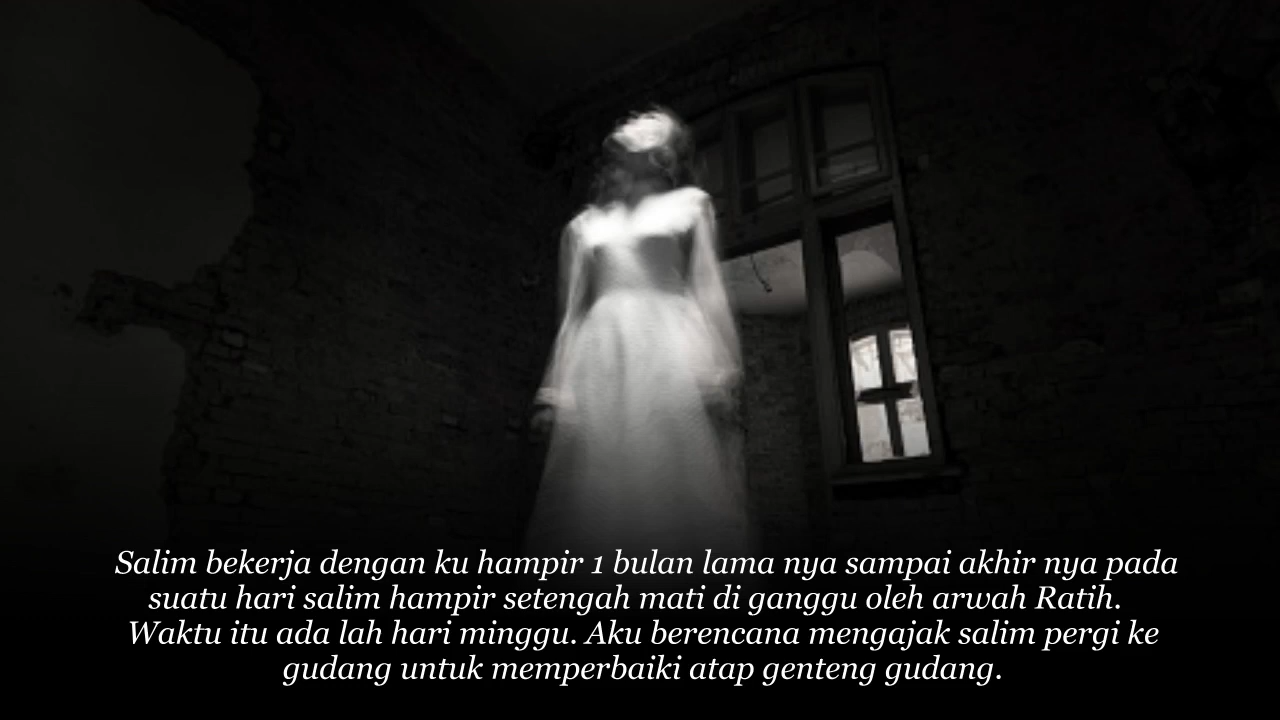 Salim bekerja dengan ku hampir 1 bulan lama nya sampai akhir nya pada
suatu hari salim hampir setengah mati di ganggu oleh arwah Ratih.
Waktu itu ada lah hari minggu. Aku berencana mengajak salim pergi ke
gudang untuk memperbaiki atap genteng gudang.